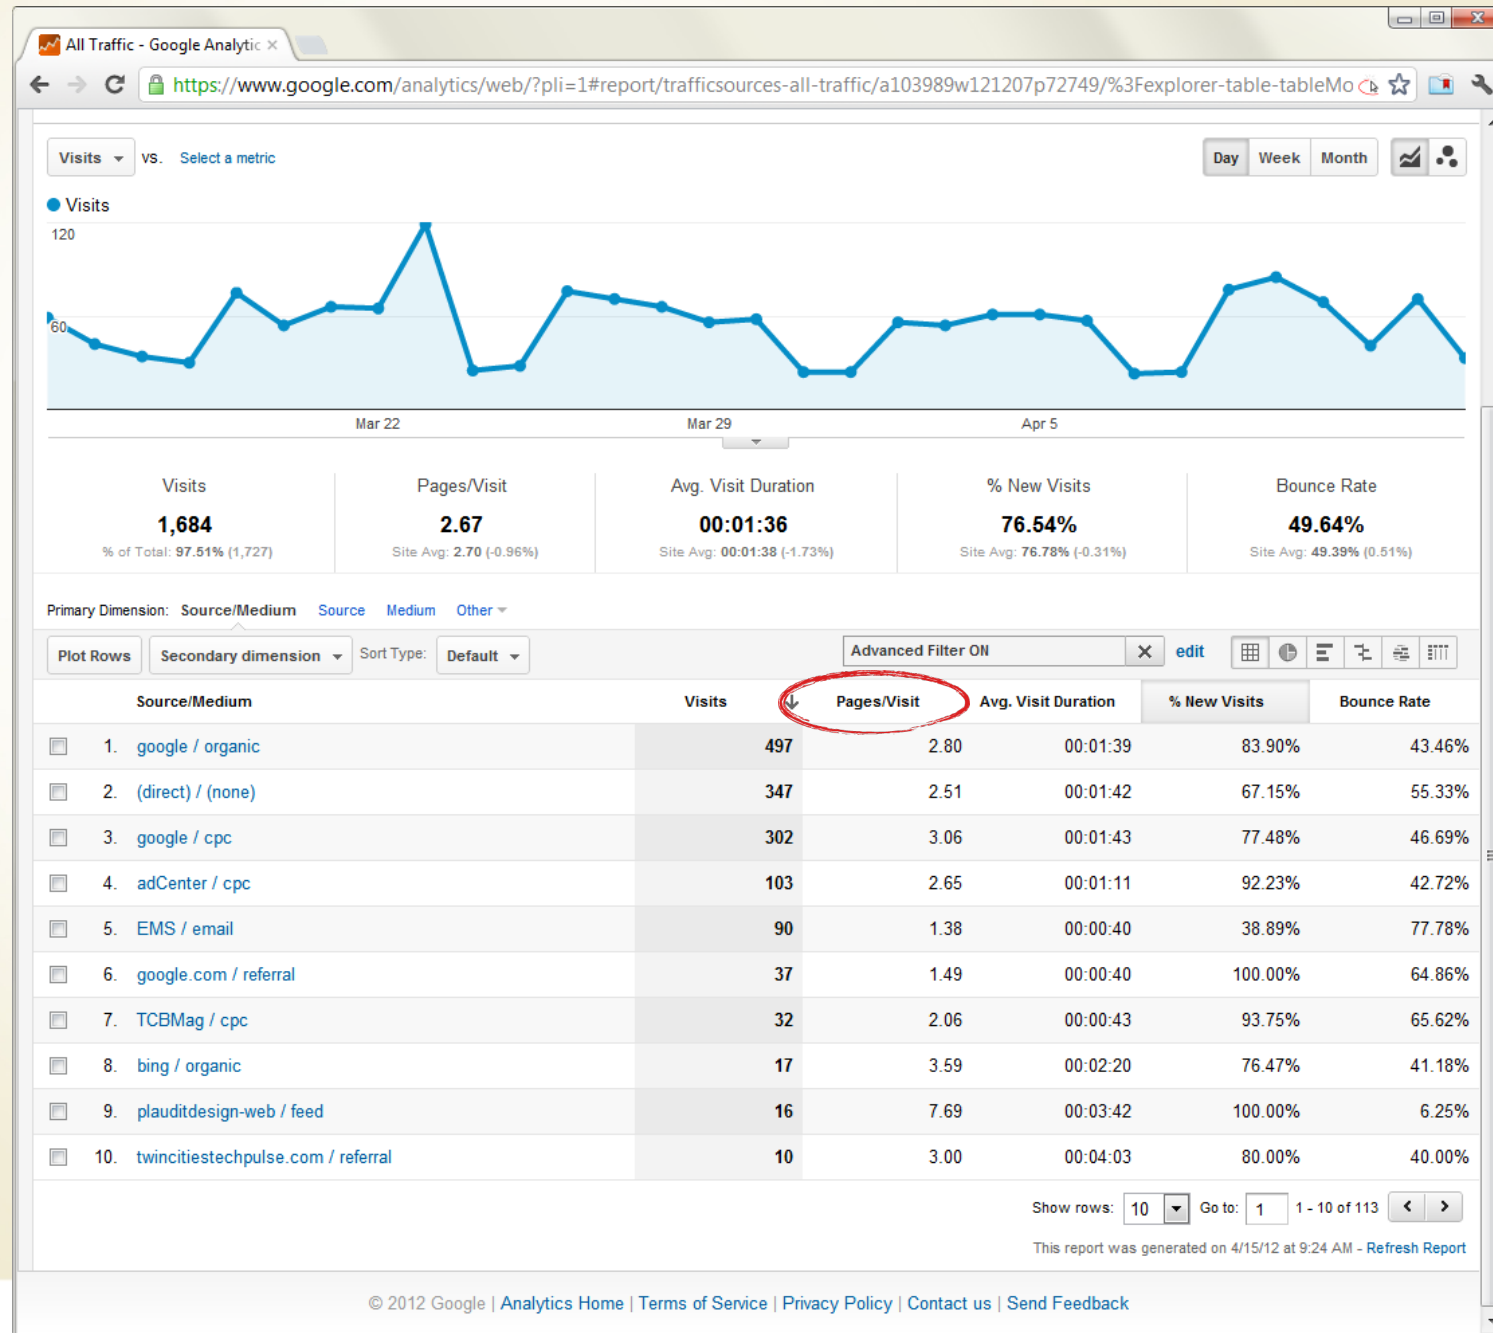 All Traffic - Google Analytic
https://www.google.com/analytics/web/?pli=1#report/trafficsources-all-traffic/a103989w121207p72749/%3Fexplorer-table-tableMo
Visits vs. Select a metric Day Week Month
Visits
120
60
Mar 22 Mar 29 Apr 5
Visits Pages/Visit Avg. Visit Duration % New Visits Bounce Rate
1,684 2.67 00:01:36 76.54% 49.64%
% of Total: 97.51% (1,727) Site Avg: 2.70 (-0.96%) Site Avg: 00:01:38 (-1.73%) Site Avg: 76.78% (-0.31%) Site Avg: 49.39% (0.51%)
Primary Dimension: Source/Medium Source Medium Other
Plot Rows Secondary dimension Sort Type: Default Advanced Filter ON edit
Source/Medium Visits Pages/Visit Avg. Visit Duration % New Visits Bounce Rate
1. google / organic 497 2.80 00:01:39 83.90% 43.46%
2. (direct) / (none) 347 2.51 00:01:42 67.15% 55.33%
3. google / cpc 302 3.06 00:01:43 77.48% 46.69%
4. adCenter / cpc 103 2.65 00:01:11 92.23% 42.72%
5. EMS / email 90 1.38 00:00:40 38.89% 77.78%
6. google.com / referral 37 1.49 00:00:40 100.00% 64.86%
7. TCBMag / cpc 32 2.06 00:00:43 93.75% 65.62%
8. bing / organic 17 3.59 00:02:20 76.47% 41.18%
9. plauditdesign-web / feed 16 7.69 00:03:42 100.00% 6.25%
10. twincitiestechpulse.com / referral 10 3.00 00:04:03 80.00% 40.00%
Show rows: 10 Go to: 1 1 - 10 of 113
This report was generated on 4/15/12 at 9:24 AM - Refresh Report
© 2012 Google | Analytics Home | Terms of Service | Privacy Policy | Contact us | Send Feedback